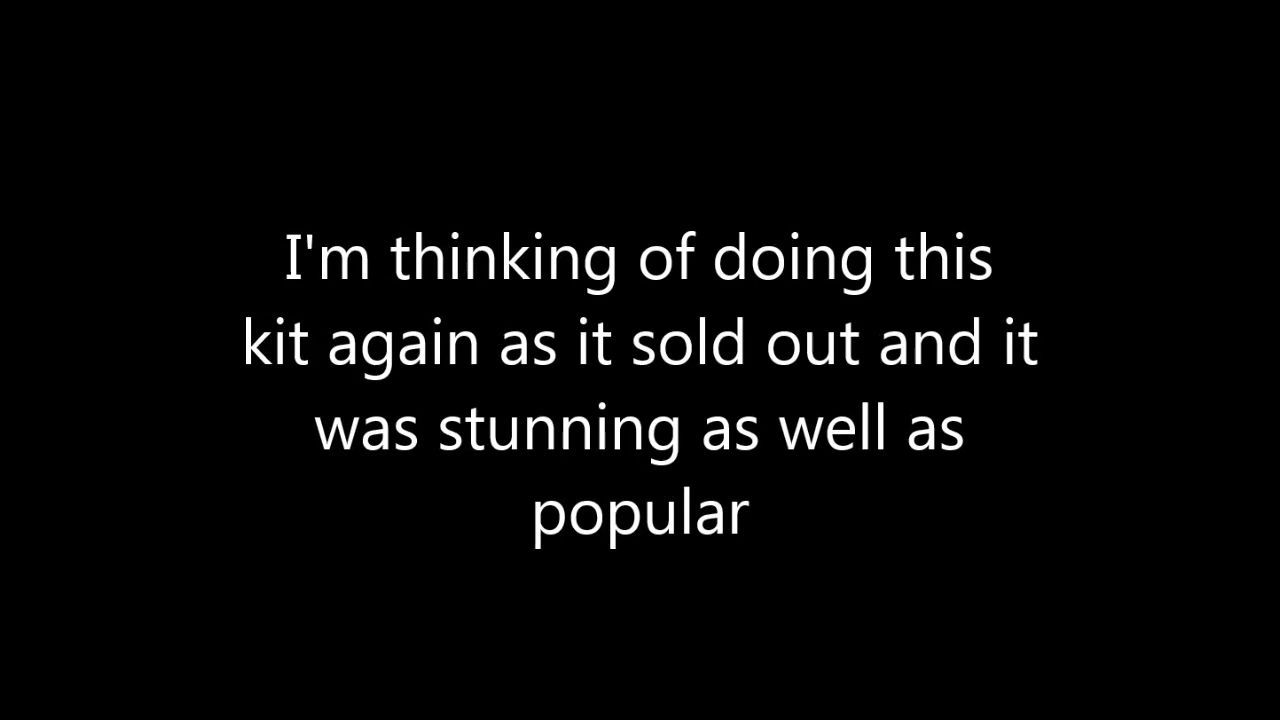 I'm thinking of doing this
kit again as it sold out and it
was stunning as well as
popular